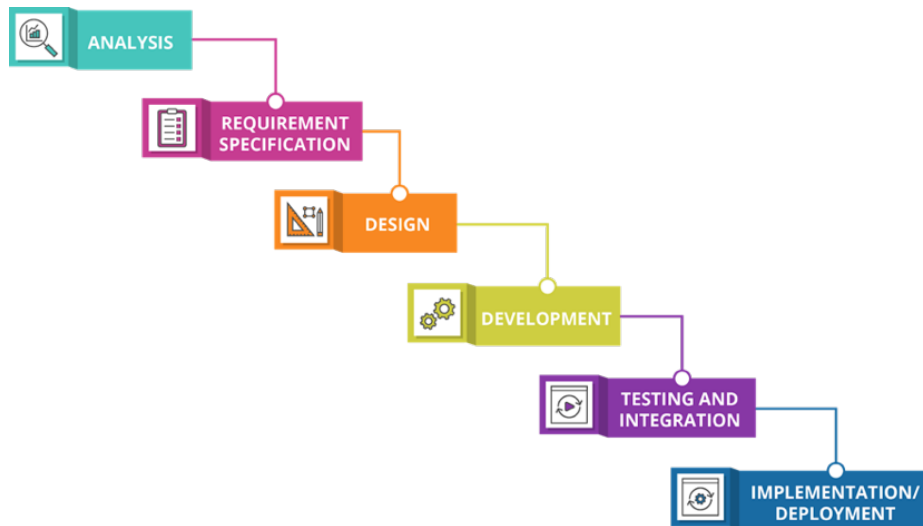 ANALYSIS
REQUIREMENT
SPECIFICATION
DESIGN
DEVELOPMENT
TESTING AND
INTEGRATION
IMPLEMENTATION/
DEPLOYMENT